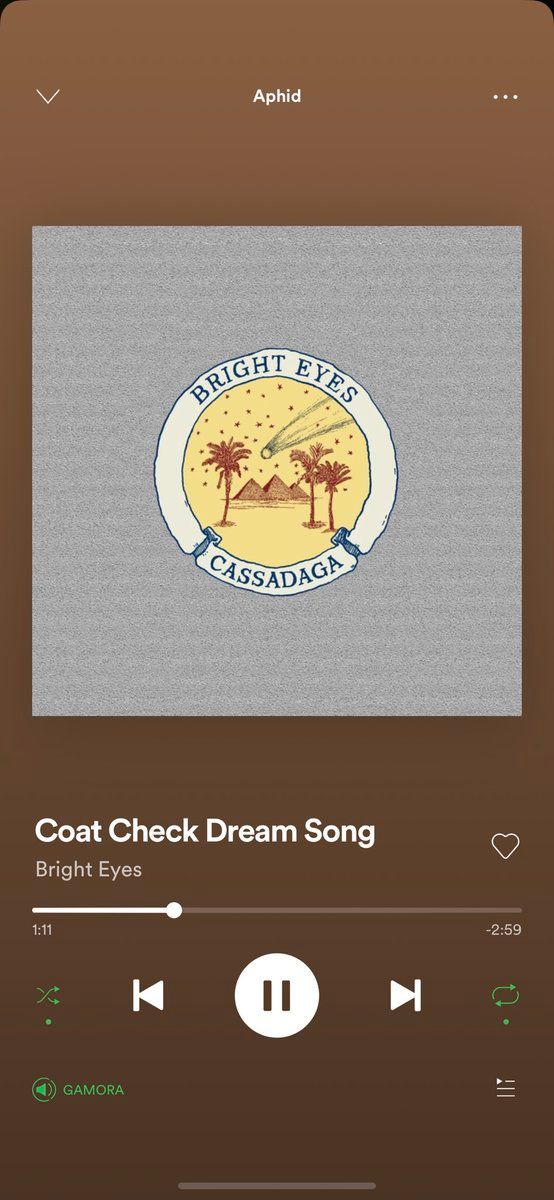 Aphid
BRIGHT EYES
CASSADAGA
Coat Check Dream Song
Bright Eyes
1:11
-2:59
GAMORA